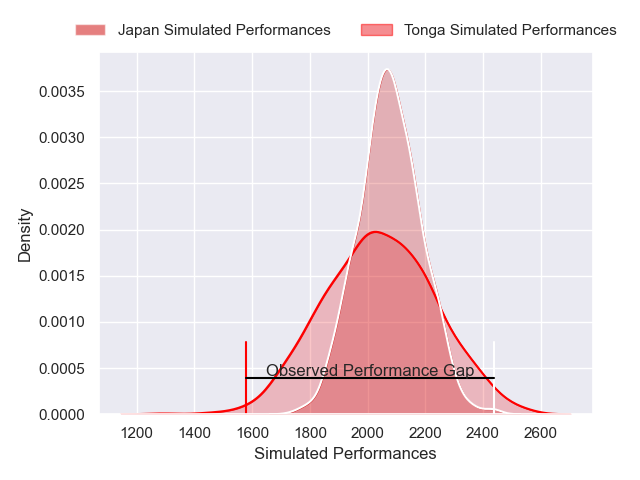 Japan Simulated Performances
Tonga Simulated Performances
0.0035
0.0030
0.0025
0.0020
0.0015
0.0010
0.0005
0.0000
Density
Observed Performance Gap
1200 1400 1600 1800 2000 2200 2400 2600
Simulated Performances